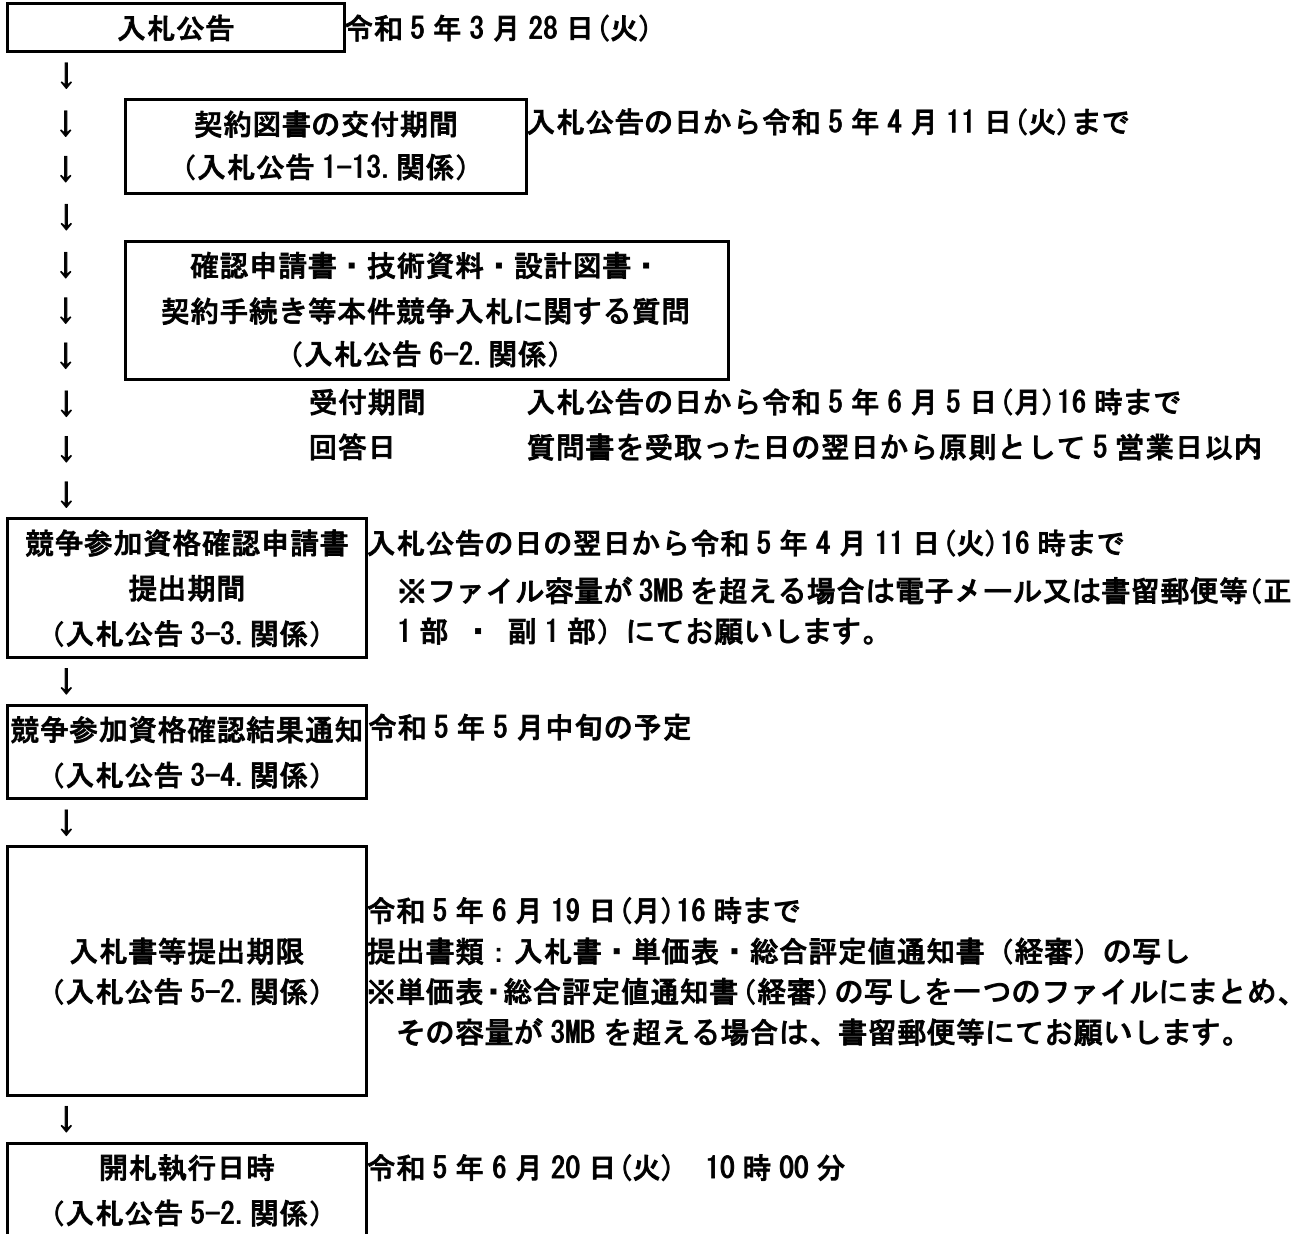 入札公告 令和5年3月28日(火)
↓
↓ 契約図書の交付期間 入札公告の日から令和5年4月11日(火)まで
↓ （入札公告1-13.関係）
↓
↓ 確認申請書・技術資料・設計図書・
↓ 契約手続き等本件競争入札に関する質問
↓ （入札公告6-2.関係）
↓ 受付期間 入札公告の日から令和5年6月5日(月)16時まで
↓ 回答日 質問書を受取った日の翌日から原則として5営業日以内
↓
競争参加資格確認申請書 入札公告の日の翌日から令和5年4月11日(火)16時まで
提出期間 ※ファイル容量が3MBを超える場合は電子メール又は書留郵便等(正
（入札公告3-3.関係） 1部 ・ 副1部）にてお願いします。
↓
競争参加資格確認結果通知 令和5年5月中旬の予定
（入札公告3-4.関係）
↓
令和5年6月19日(月)16時まで
入札書等提出期限 提出書類：入札書・単価表・総合評定値通知書（経審）の写し
（入札公告5-2.関係） ※単価表・総合評定値通知書(経審)の写しを一つのファイルにまとめ、
その容量が3MBを超える場合は、書留郵便等にてお願いします。
↓
開札執行日時 令和5年6月20日(火) 10時00分
（入札公告5-2.関係）